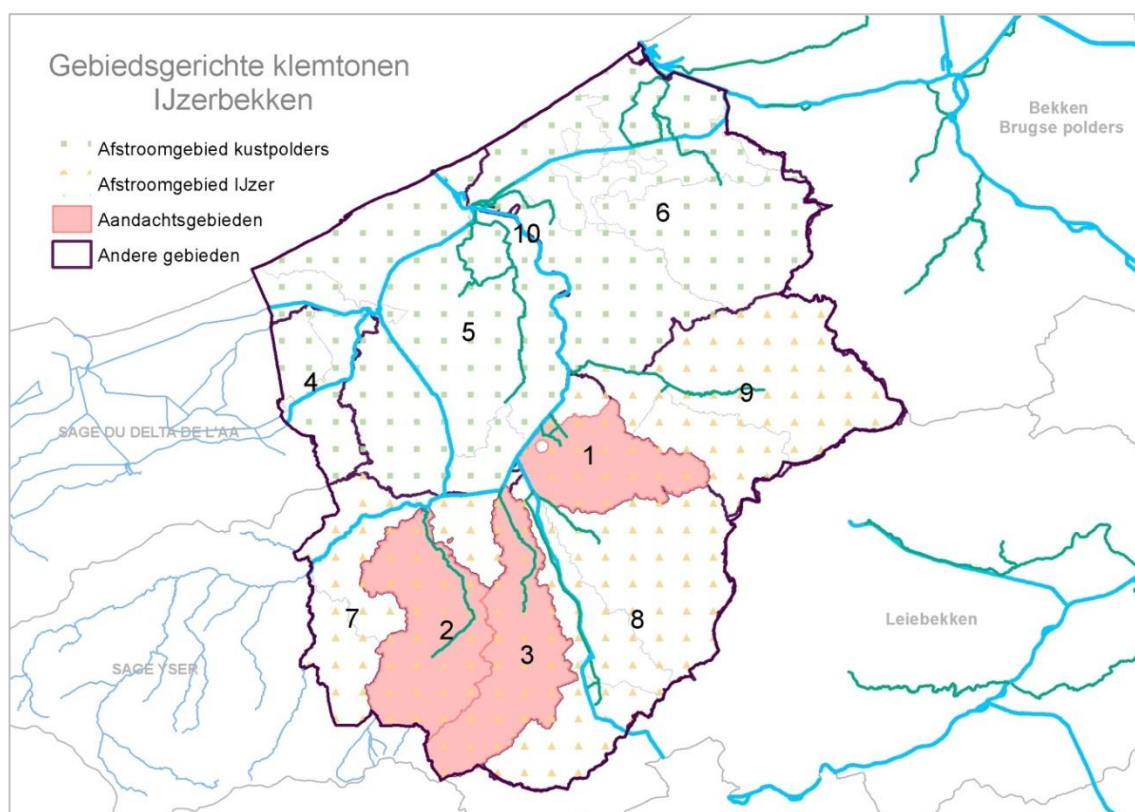 Gebiedsgerichte klemtonen
IJzerbekken
Afstroomgebied kustpolders
Afstroomgebied IJzer
Aandachtsgebieden
Andere gebieden
Bekken
Brugse polders
6
10
5
4
9
SAGE DU DELTA DE L'AA
1
7
2
3
8
Leiebekken
SAGE YSER